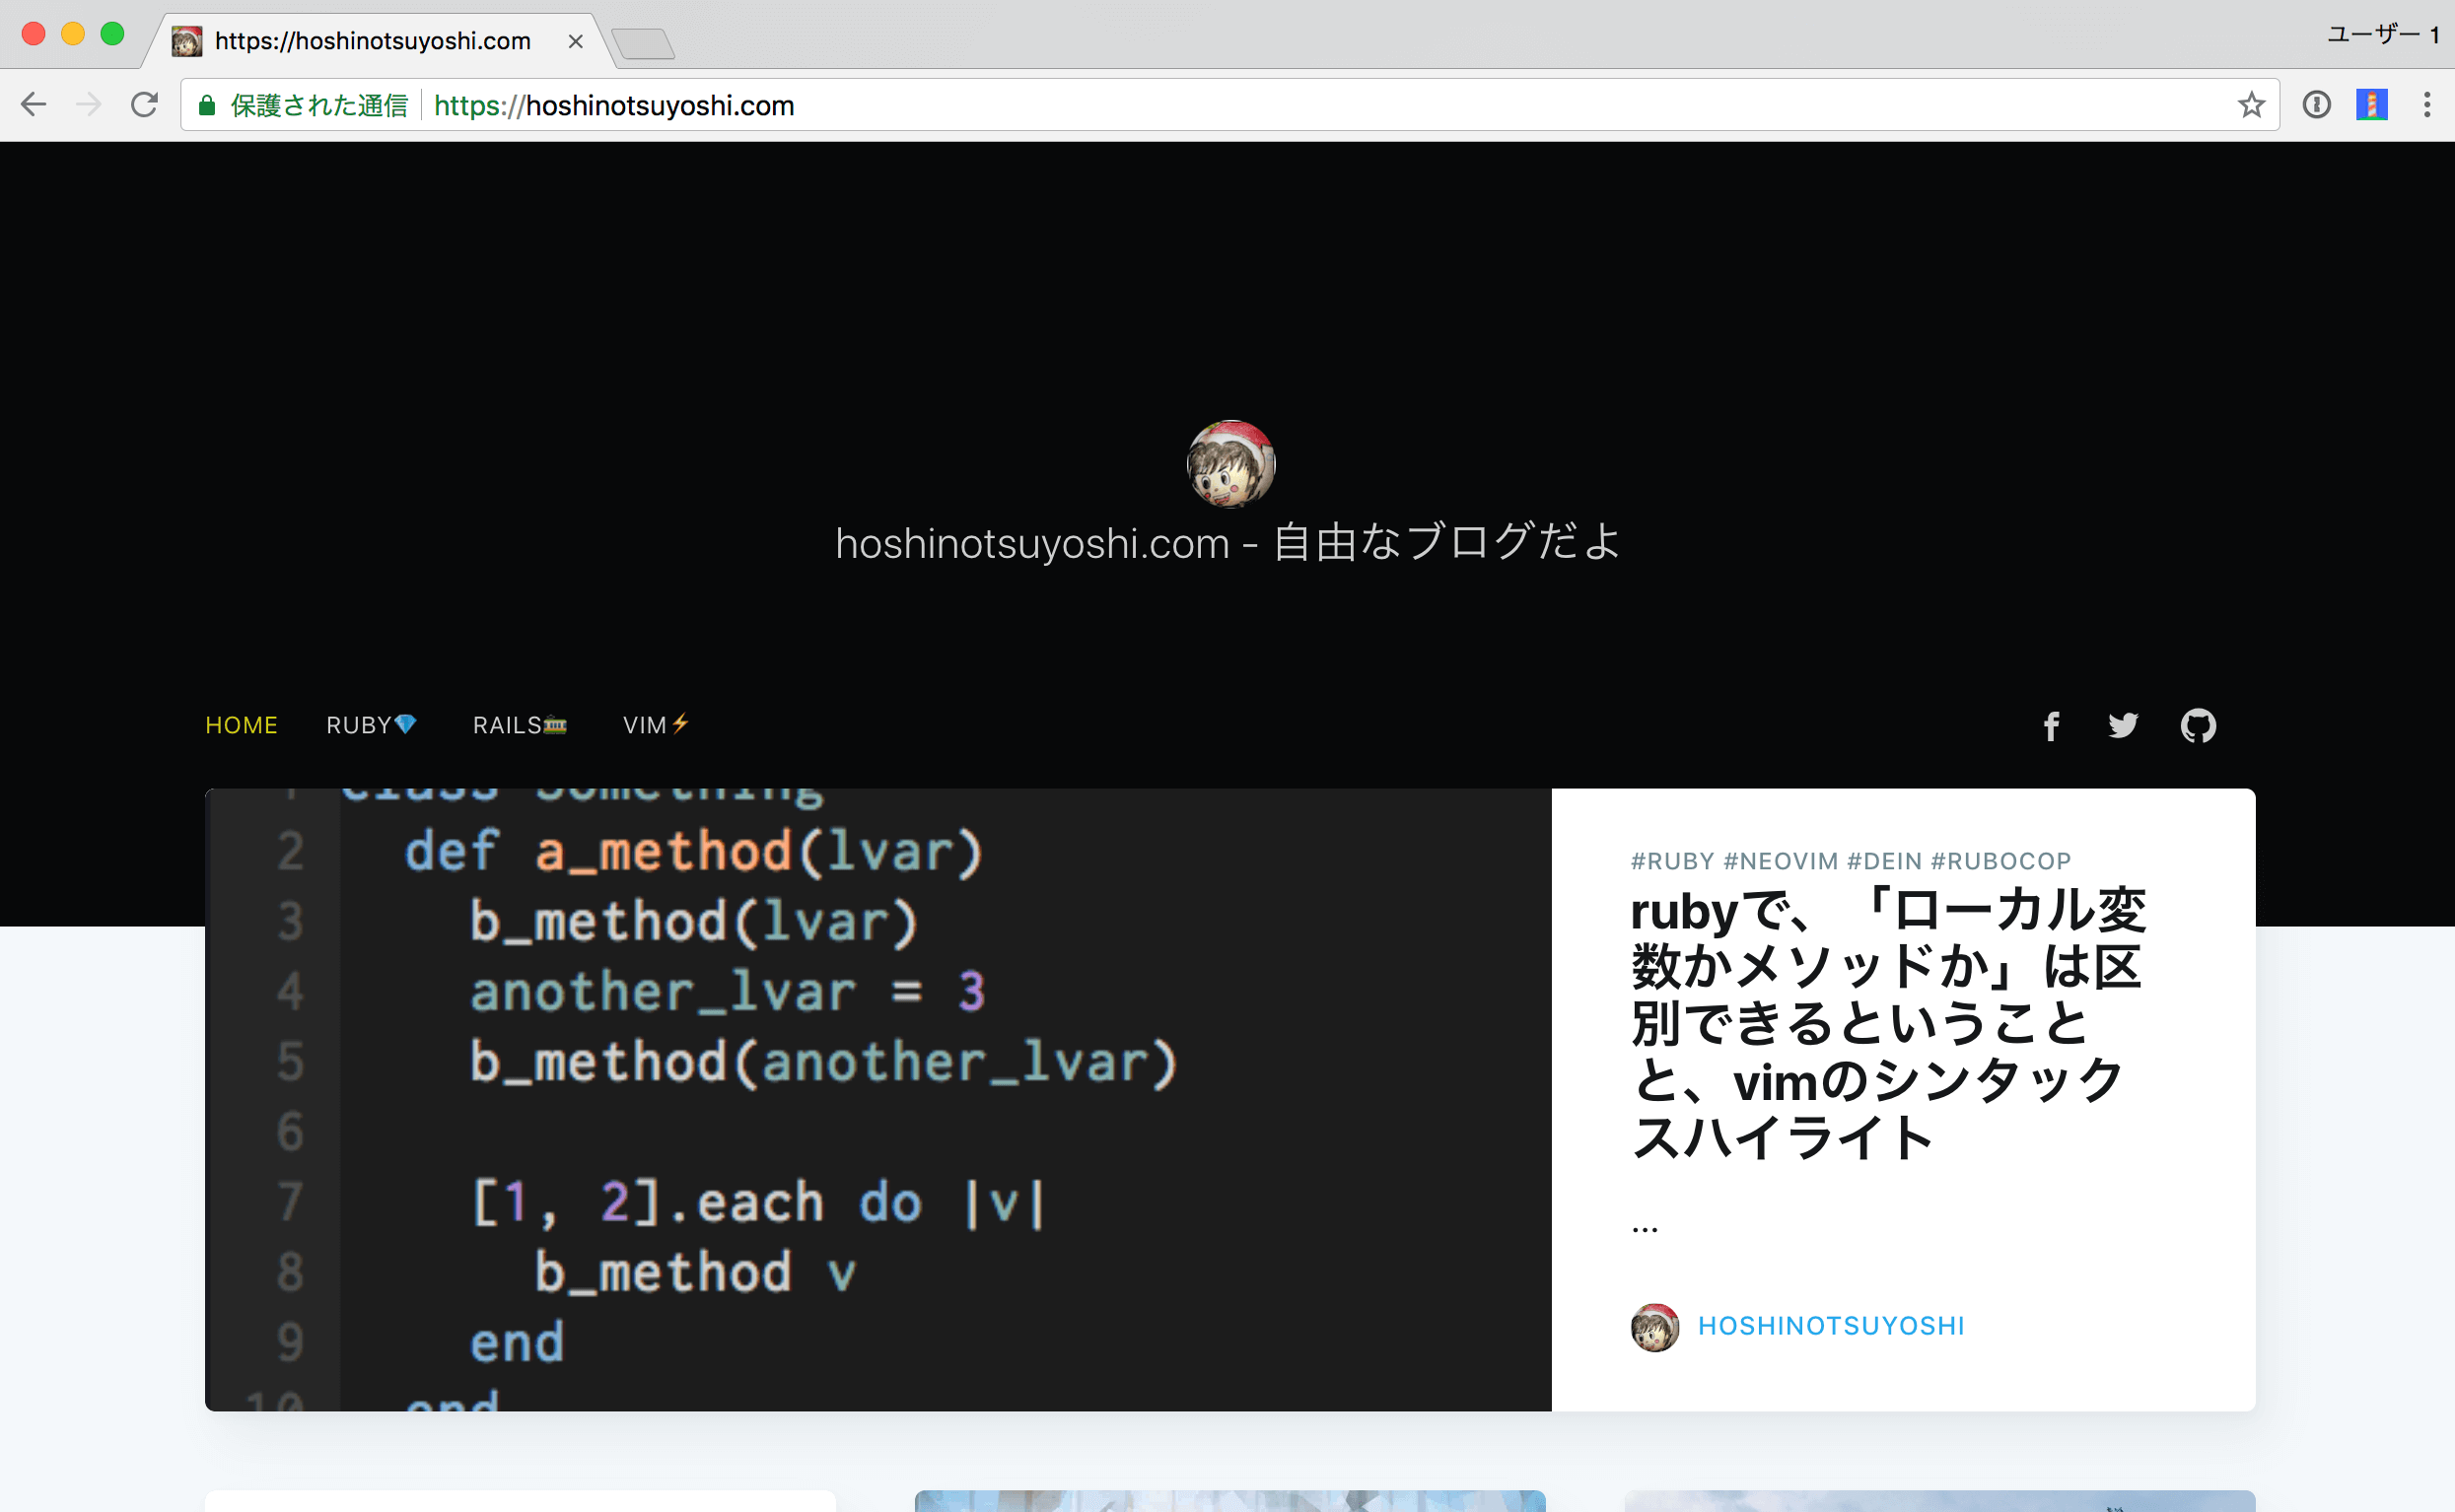 https://hoshinotsuyoshi.com
ユーザー 1
保護された通信 https://hoshinotsuyoshi.com
hoshinotsuyoshi.com - 自由なブログだよ
HOME RUBY💎 RAILS🚋 VIM⚡
1 class Something
2 def a_method(lvar)
3 b_method(lvar)
4 another_lvar = 3
5 b_method(another_lvar)
6
7 [1, 2].each do |v|
8 b_method v
9 end
10 end
#RUBY #NEOVIM #DEIN #RUBOCOP
rubyで、「ローカル変
数かメソッドか」は区
別できるということ
と、vimのシンタック
スハイライト
...
HOSHINOTSUYOSHI